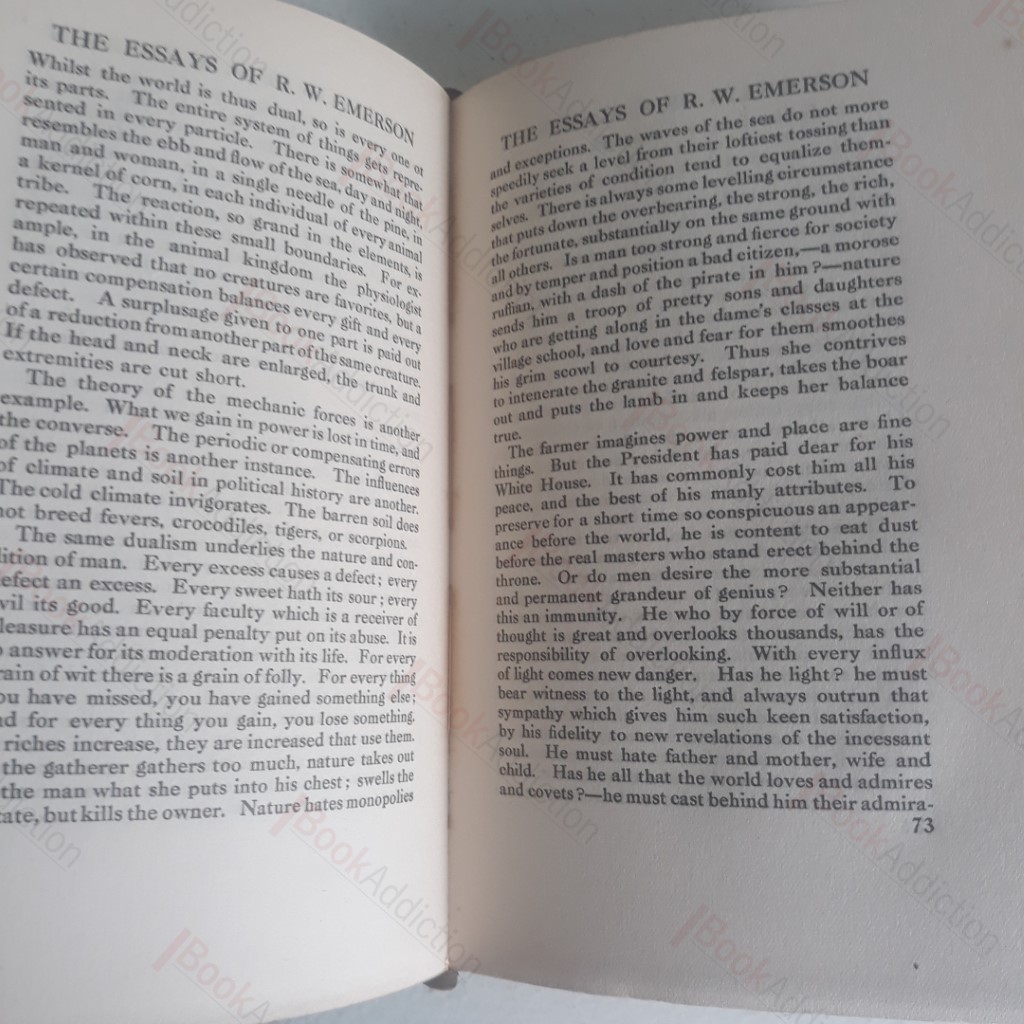 THE ESSAYS OF R. W. EMERSON
Whilst the world is thus dual, so is every one of
its parts. The entire system of things gets repre-
sented in every particle. There is somewhat that
resembles the ebb and flow of the sea, day and night,
man and woman, in a single needle of the pine, in
a kernel of corn, in each individual of every animal
tribe. The reaction, so grand in the elements, is
repeated within these small boundaries. For ex-
ample, in the animal kingdom the physiologist
has observed that no creatures are favorites, but a
certain compensation balances every gift and every
defect. A surplusage given to one part is paid out
of a reduction from another part of the same creature.
If the head and neck are enlarged, the trunk and
extremities are cut short.
The theory of the mechanic forces is another
example. What we gain in power is lost in time, and
the converse. The periodic or compensating errors
of the planets is another instance. The influences
of climate and soil in political history are another.
The cold climate invigorates. The barren soil does
not breed fevers, crocodiles, tigers, or scorpions.
The same dualism underlies the nature and con-
lition of man. Every excess causes a defect; every
efect an excess. Every sweet hath its sour; every
vil its good. Every faculty which is a receiver of
leasure has an equal penalty put on its abuse. It is
o answer for its moderation with its life. For every
rain of wit there is a grain of folly. For every thing
ou have missed, you have gained something else;
nd for every thing you gain, you lose something.
riches increase, they are increased that use them.
the gatherer gathers too much, nature takes out
the man what she puts into his chest; swells the
tate, but kills the owner. Nature hates monopolies
THE ESSAYS OF R. W. EMERSON
and exceptions. The waves of the sea do not more
speedily seek a level from their loftiest tossing than
the varieties of condition tend to equalize them-
selves. There is always some levelling circumstance
that puts down the overbearing, the strong, the rich,
the fortunate, substantially on the same ground with
all others. Is a man too strong and fierce for society
and by temper and position a bad citizen,—a morose
ruffian, with a dash of the pirate in him?—nature
sends him a troop of pretty sons and daughters
who are getting along in the dame's classes at the
village school, and love and fear for them smoothes
his grim scowl to courtesy. Thus she contrives
to intenerate the granite and felspar, takes the boar
out and puts the lamb in and keeps her balance
true.
The farmer imagines power and place are fine
things. But the President has paid dear for his
White House. It has commonly cost him all his
peace, and the best of his manly attributes. To
preserve for a short time so conspicuous an appear-
ance before the world, he is content to eat dust
before the real masters who stand erect behind the
throne. Or do men desire the more substantial
and permanent grandeur of genius? Neither has
this an immunity. He who by force of will or of
thought is great and overlooks thousands, has the
responsibility of overlooking. With every influx
of light comes new danger. Has he light? he must
bear witness to the light, and always outrun that
sympathy which gives him such keen satisfaction,
by his fidelity to new revelations of the incessant
soul. He must hate father and mother, wife and
child. Has he all that the world loves and admires
and covets?—he must cast behind him their admira-
73
BookAddiction